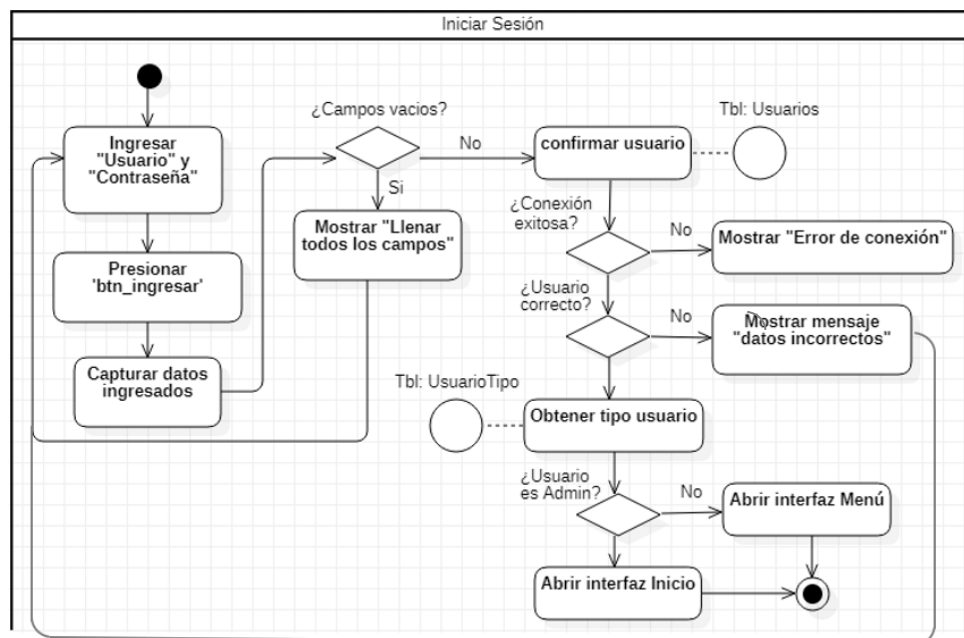 Iniciar Sesión
Ingresar
"Usuario" y
"Contraseña"
Presionar
'btn_ingresar'
Capturar datos
ingresados
¿Campos vacios?
No
Si
Mostrar "Llenar
todos los campos"
confirmar usuario
Tbl: Usuarios
¿Conexión
exitosa?
No
Mostrar "Error de conexión"
¿Usuario
correcto?
No
Mostrar mensaje
"datos incorrectos"
Tbl: UsuarioTipo
Obtener tipo usuario
¿Usuario
es Admin?
No
Abrir interfaz Menú
Abrir interfaz Inicio